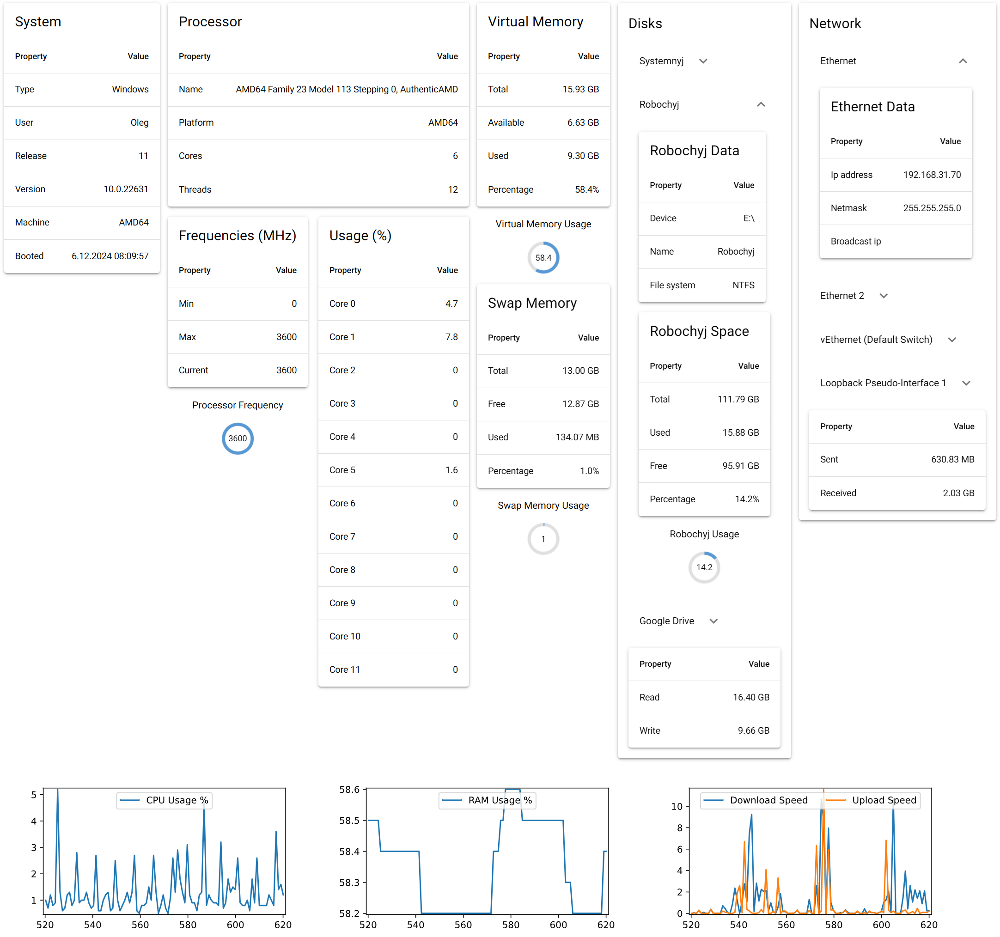 System
Property Value
Type Windows
User Oleg
Release 11
Version 10.0.22631
Machine AMD64
Booted 6.12.2024 08:09:57
Processor
Property Value
Name AMD64 Family 23 Model 113 Stepping 0, AuthenticAMD
Platform AMD64
Cores 6
Threads 12
Frequencies (MHz)
Property Value
Min 0
Max 3600
Current 3600
Processor Frequency
3600
Usage (%)
Property Value
Core 0 4.7
Core 1 7.8
Core 2 0
Core 3 0
Core 4 0
Core 5 1.6
Core 6 0
Core 7 0
Core 8 0
Core 9 0
Core 10 0
Core 11 0
Virtual Memory
Property Value
Total 15.93 GB
Available 6.63 GB
Used 9.30 GB
Percentage 58.4%
Virtual Memory Usage
58.4
Swap Memory
Property Value
Total 13.00 GB
Free 12.87 GB
Used 134.07 MB
Percentage 1.0%
Swap Memory Usage
1
Disks
Systemnyj
Robochyj
Robochyj Data
Property Value
Device E:\
Name Robochyj
File system NTFS
Robochyj Space
Property Value
Total 111.79 GB
Used 15.88 GB
Free 95.91 GB
Percentage 14.2%
Robochyj Usage
14.2
Google Drive
Property Value
Read 16.40 GB
Write 9.66 GB
Network
Ethernet
Ethernet Data
Property Value
Ip address 192.168.31.70
Netmask 255.255.255.0
Broadcast ip
Ethernet 2
vEthernet (Default Switch)
Loopback Pseudo-Interface 1
Property Value
Sent 630.83 MB
Received 2.03 GB
CPU Usage %
5
4
3
2
1
520 540 560 580 600 620
RAM Usage %
58.6
58.5
58.4
58.3
58.2
520 540 560 580 600 620
Download Speed Upload Speed
10
8
6
4
2
0
520 540 560 580 600 620